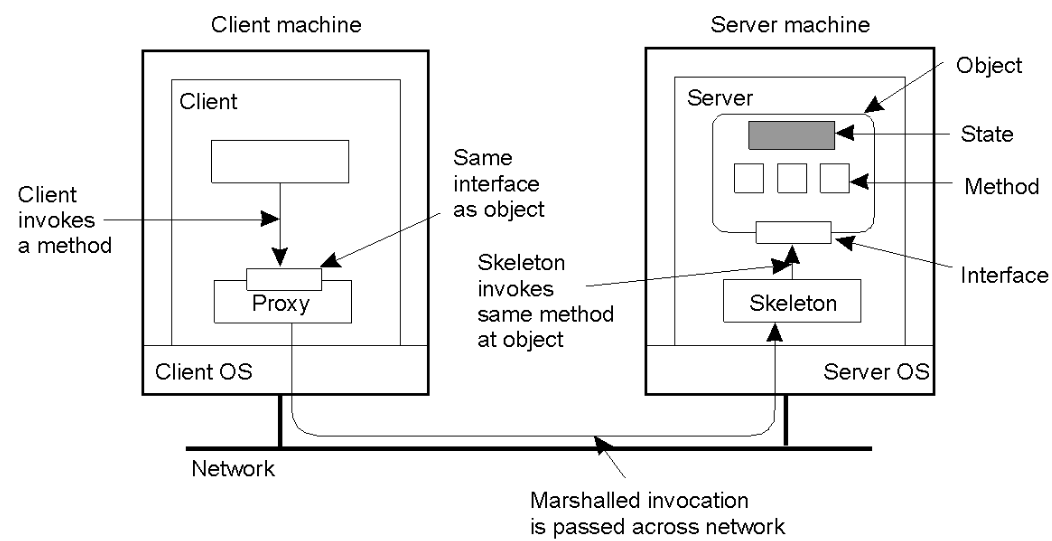 Client machine
Server machine
Client
Server
Object
State
Method
Interface
Client
invokes
a method
Same
interface
as object
Proxy
Skeleton
invokes
same method
at object
Skeleton
Client OS
Server OS
Network
Marshalled invocation
is passed across network